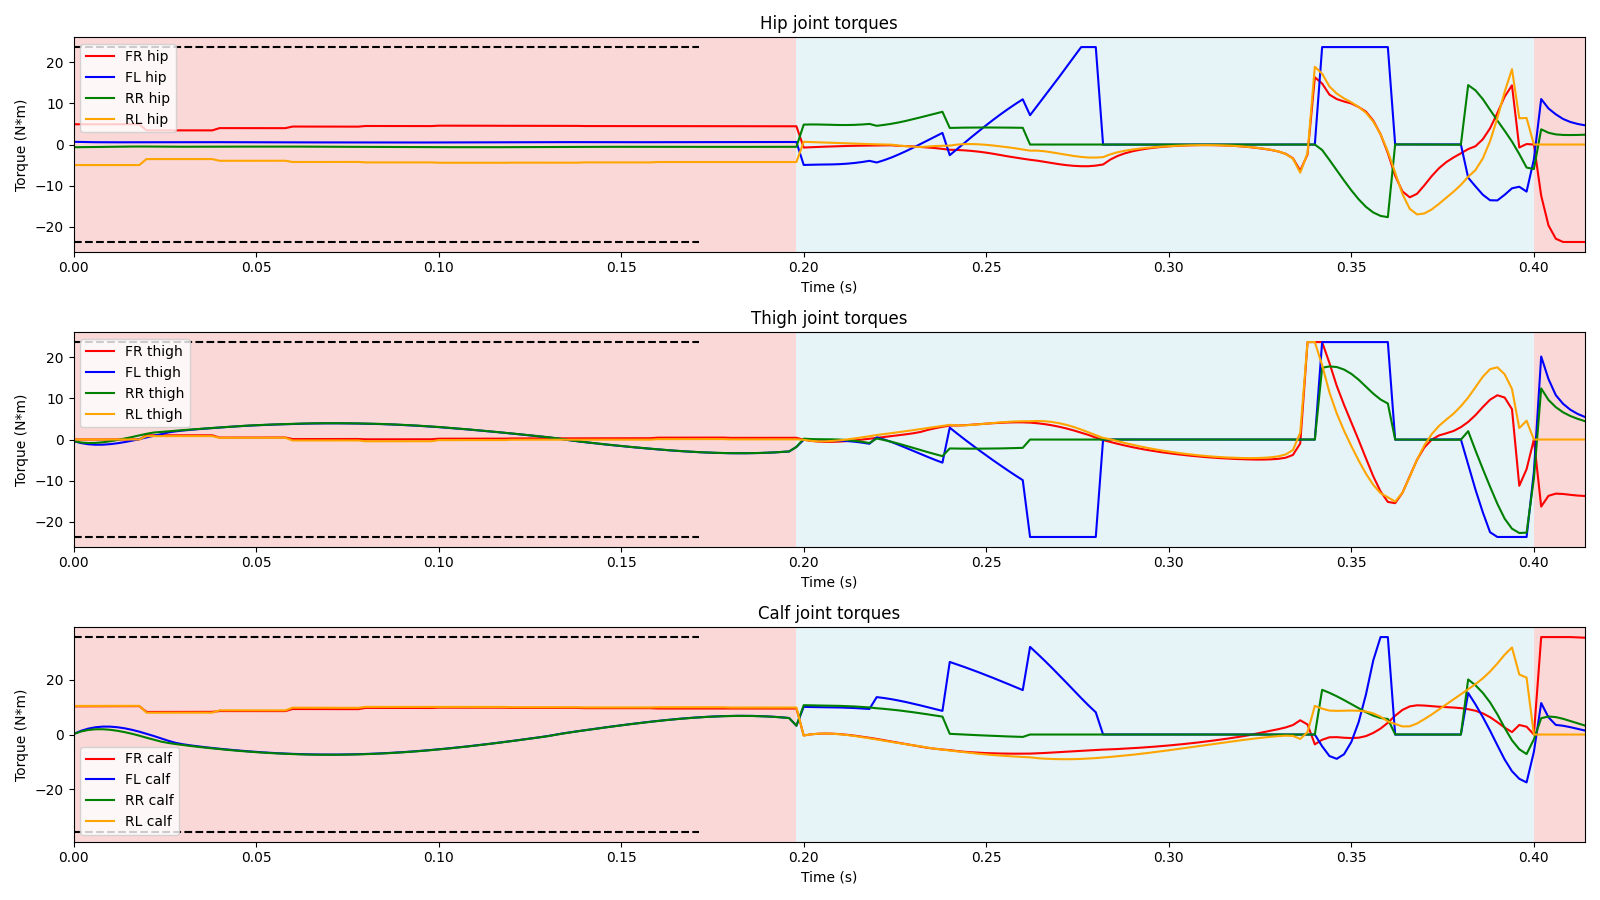 Hip joint torques
Torque (N*m)
20
10
0
−10
−20
FR hip
FL hip
RR hip
RL hip
0.00 0.05 0.10 0.15 0.20 0.25 0.30 0.35 0.40
Time (s)
Thigh joint torques
Torque (N*m)
20
10
0
−10
−20
FR thigh
FL thigh
RR thigh
RL thigh
0.00 0.05 0.10 0.15 0.20 0.25 0.30 0.35 0.40
Time (s)
Calf joint torques
Torque (N*m)
20
0
−20
FR calf
FL calf
RR calf
RL calf
0.00 0.05 0.10 0.15 0.20 0.25 0.30 0.35 0.40
Time (s)